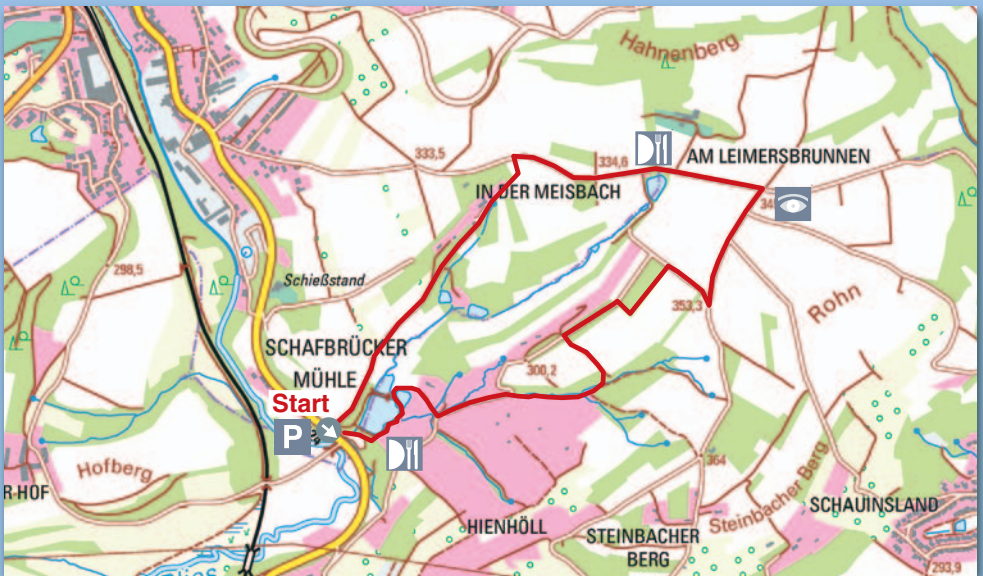 Hahnenberg
333,5
334,6
AM LEIMERSBRUNNEN
IN DER MEISBACH
298,5
Schießstand
353,3
Rohn
SCHAFBRÜCKER
MÜHLE
300,2
Start
P
Hofberg
364
Steinbacher Berg
R HOF
SCHAUINSLAND
HIENHÖLL
STEINBACHER
BERG
293,9